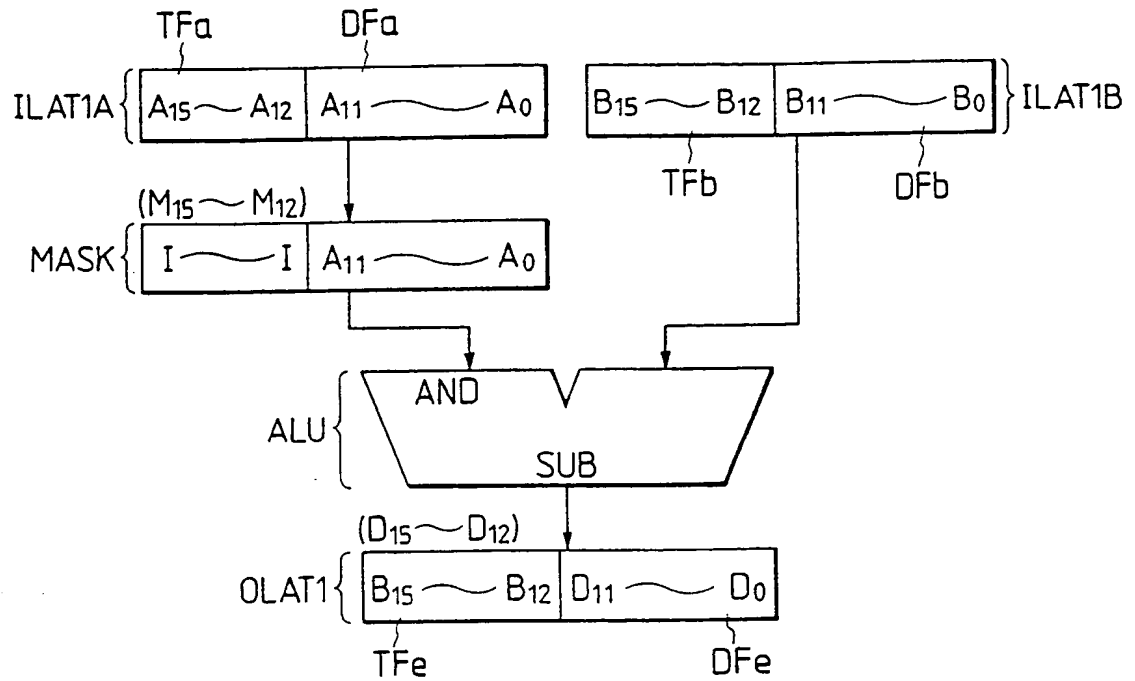 TFa DFa
ILAT1A A₁₅ A₁₂ A₁₁ A₀ B₁₅ B₁₂ B₁₁ B₀ ILAT1B
TFb DFb
(M₁₅ M₁₂)
MASK I I A₁₁ A₀
AND
ALU
SUB
(D₁₅ D₁₂)
OLAT1 B₁₅ B₁₂ D₁₁ D₀
TFe DFe